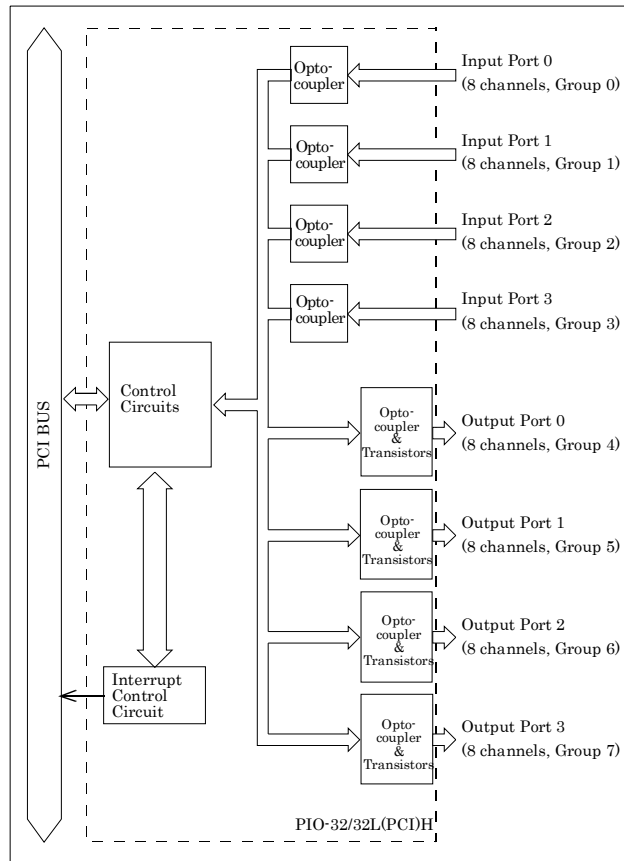 Opto-
coupler
Input Port 0
(8 channels, Group 0)
Opto-
coupler
Input Port 1
(8 channels, Group 1)
Opto-
coupler
Input Port 2
(8 channels, Group 2)
Opto-
coupler
Input Port 3
(8 channels, Group 3)
PCI BUS
Control
Circuits
Opto-
coupler
&
Transistors
Output Port 0
(8 channels, Group 4)
Opto-
coupler
&
Transistors
Output Port 1
(8 channels, Group 5)
Opto-
coupler
&
Transistors
Output Port 2
(8 channels, Group 6)
Interrupt
Control
Circuit
Opto-
coupler
&
Transistors
Output Port 3
(8 channels, Group 7)
PIO-32/32L(PCI)H